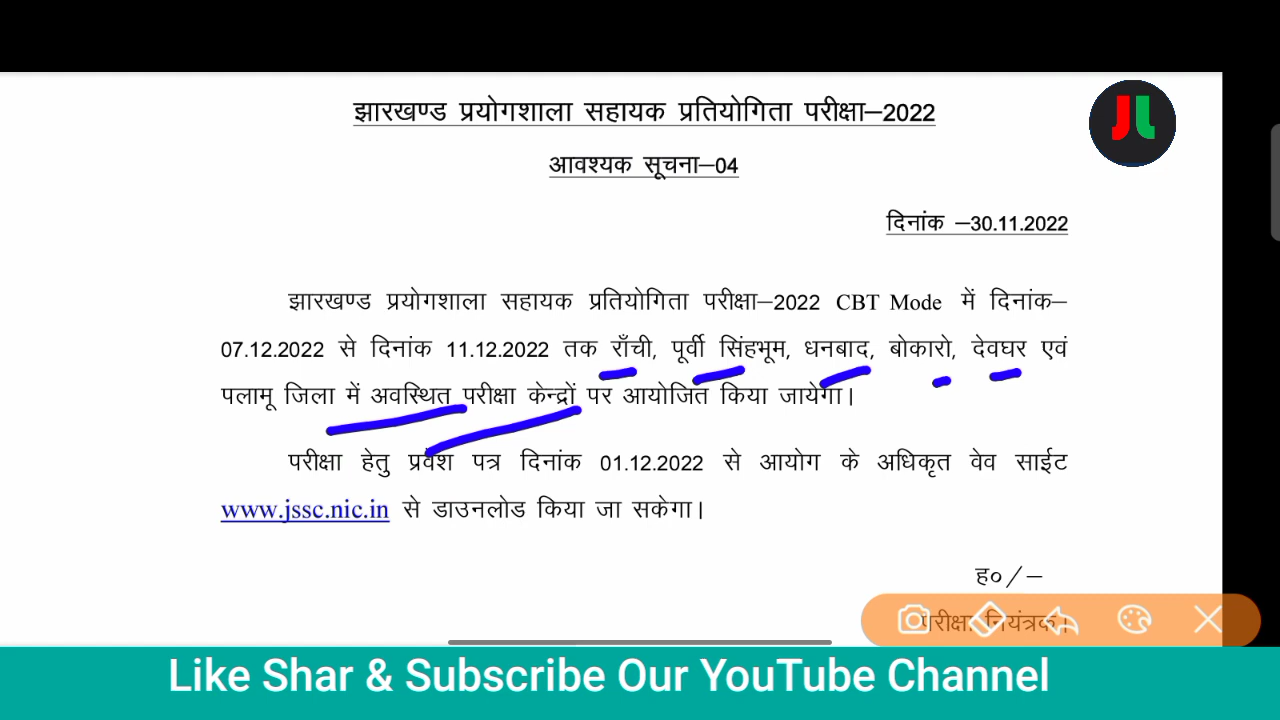 झारखण्ड प्रयोगशाला सहायक प्रतियोगिता परीक्षा–2022
आवश्यक सूचना–04
दिनांक –30.11.2022
झारखण्ड प्रयोगशाला सहायक प्रतियोगिता परीक्षा–2022 CBT Mode में दिनांक–
07.12.2022 से दिनांक 11.12.2022 तक राँची, पूर्वी सिंहभूम, धनबाद, बोकारो, देवघर एवं
पलामू जिला में अवस्थित परीक्षा केन्द्रों पर आयोजित किया जायेगा।
परीक्षा हेतु प्रवेश पत्र दिनांक 01.12.2022 से आयोग के अधिकृत वेव साईट
www.jssc.nic.in से डाउनलोड किया जा सकेगा।
ह०/–
परीक्षा नियंत्रक।
Like Shar & Subscribe Our YouTube Channel